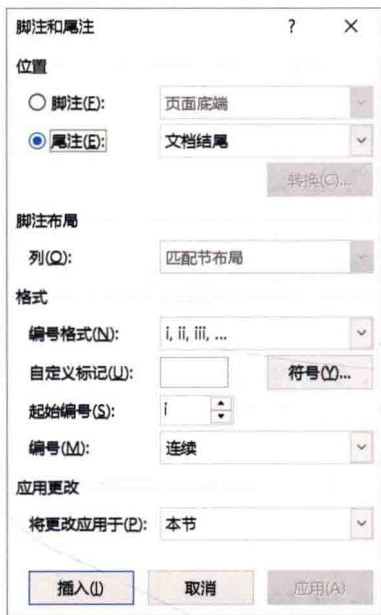 脚注和尾注 ? ×
位置
脚注(F): 页面底端
尾注(E): 文档结尾
转换(C)...
脚注布局
列(O): 匹配节布局
格式
编号格式(N): i, ii, iii, ...
自定义标记(U): 符号(Y)...
起始编号(S): i
编号(M): 连续
应用更改
将更改应用于(P): 本节
插入(I) 取消 应用(A)